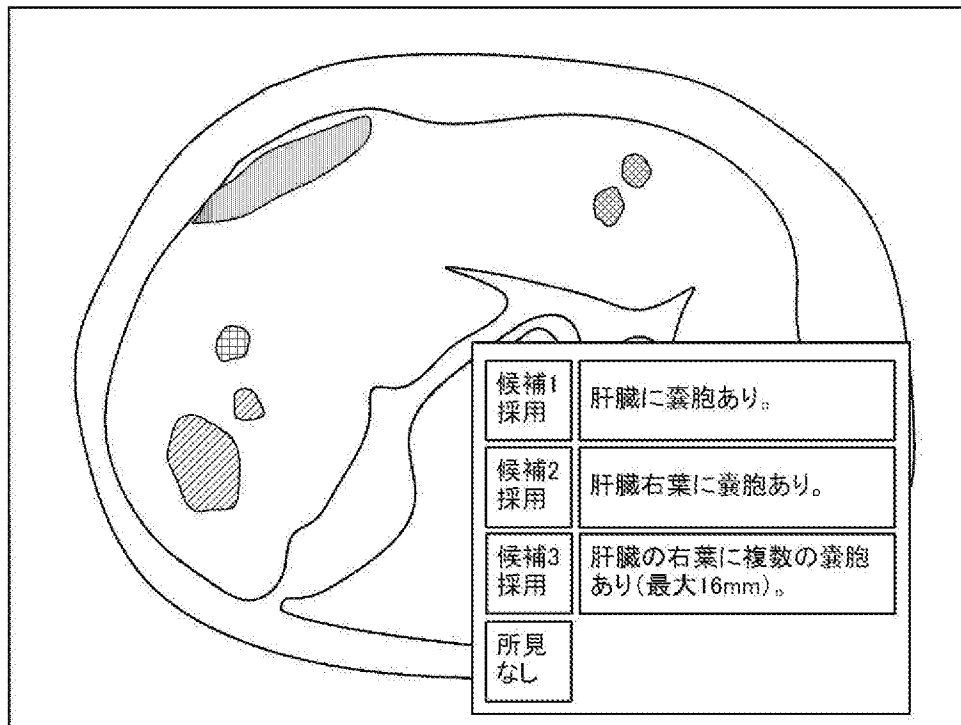 候補1
採用
肝臓に嚢胞あり。
候補2
採用
肝臓右葉に嚢胞あり。
候補3
採用
肝臓の右葉に複数の嚢胞
あり(最大16mm)。
所見
なし